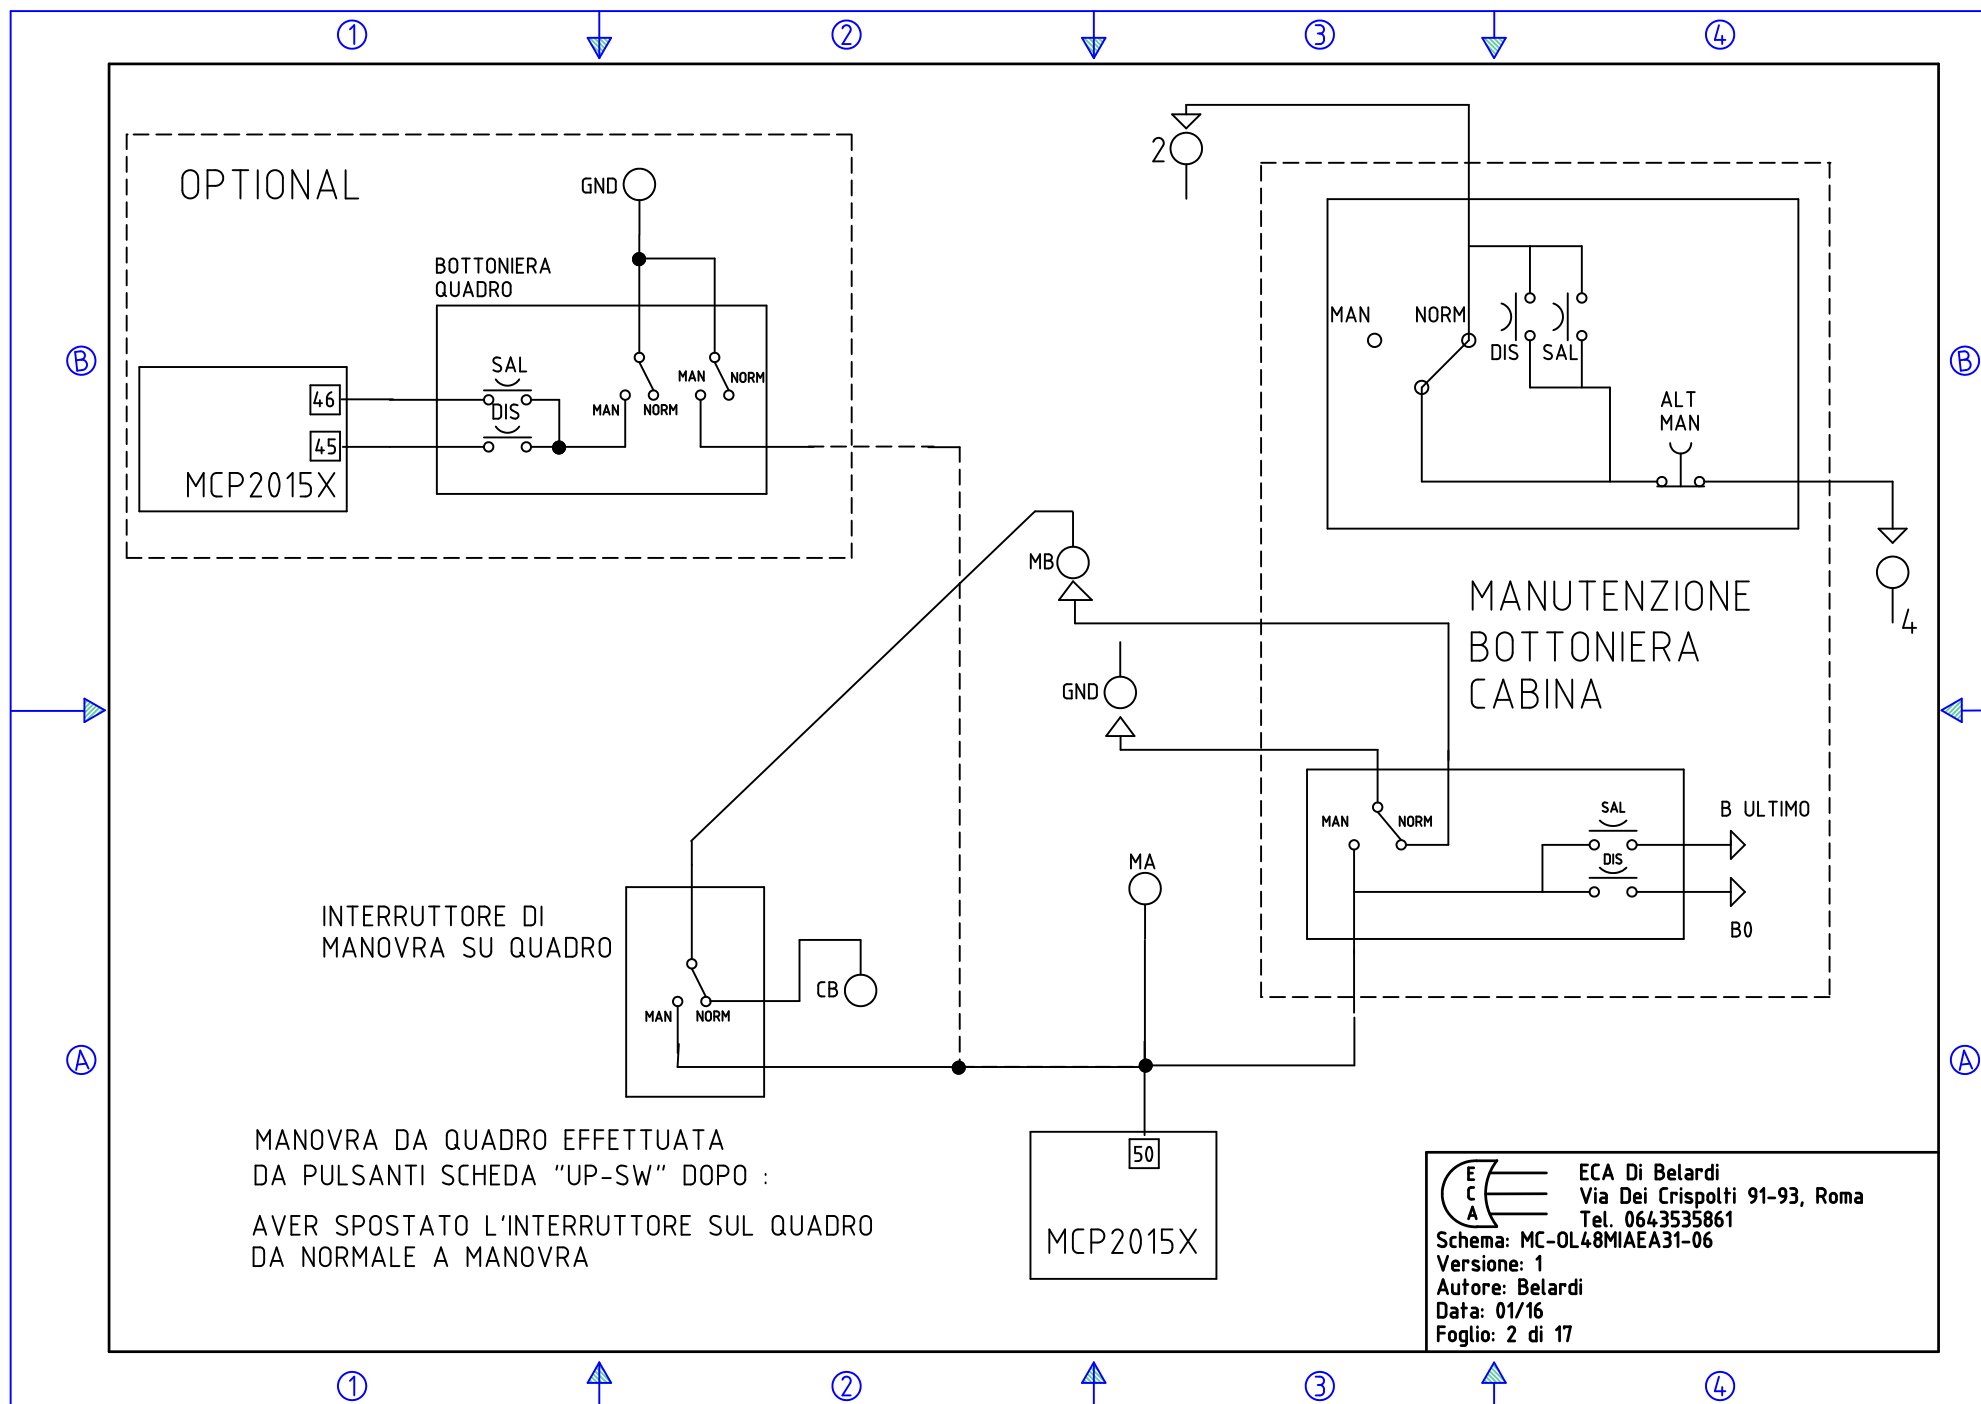 1
2
3
4
OPTIONAL
GND
BOTTONIERA
QUADRO
SAL
DIS
MAN
NORM
MAN
NORM
46
45
MCP2015X
2
MAN
NORM
DIS
SAL
ALT
MAN
4
MANUTENZIONE
BOTTONIERA
CABINA
B
B
MB
GND
MAN
NORM
SAL
DIS
B ULTIMO
B0
MA
INTERRUTTORE DI
MANOVRA SU QUADRO
MAN
NORM
CB
A
A
50
MCP2015X
MANOVRA DA QUADRO EFFETTUATA
DA PULSANTI SCHEDA "UP-SW" DOPO :
AVER SPOSTATO L'INTERRUTTORE SUL QUADRO
DA NORMALE A MANOVRA
E
C
A
ECA Di Belardi
Via Dei Crispolti 91-93, Roma
Tel. 0643535861
Schema: MC-OL48MIAEA31-06
Versione: 1
Autore: Belardi
Data: 01/16
Foglio: 2 di 17
1
2
3
4